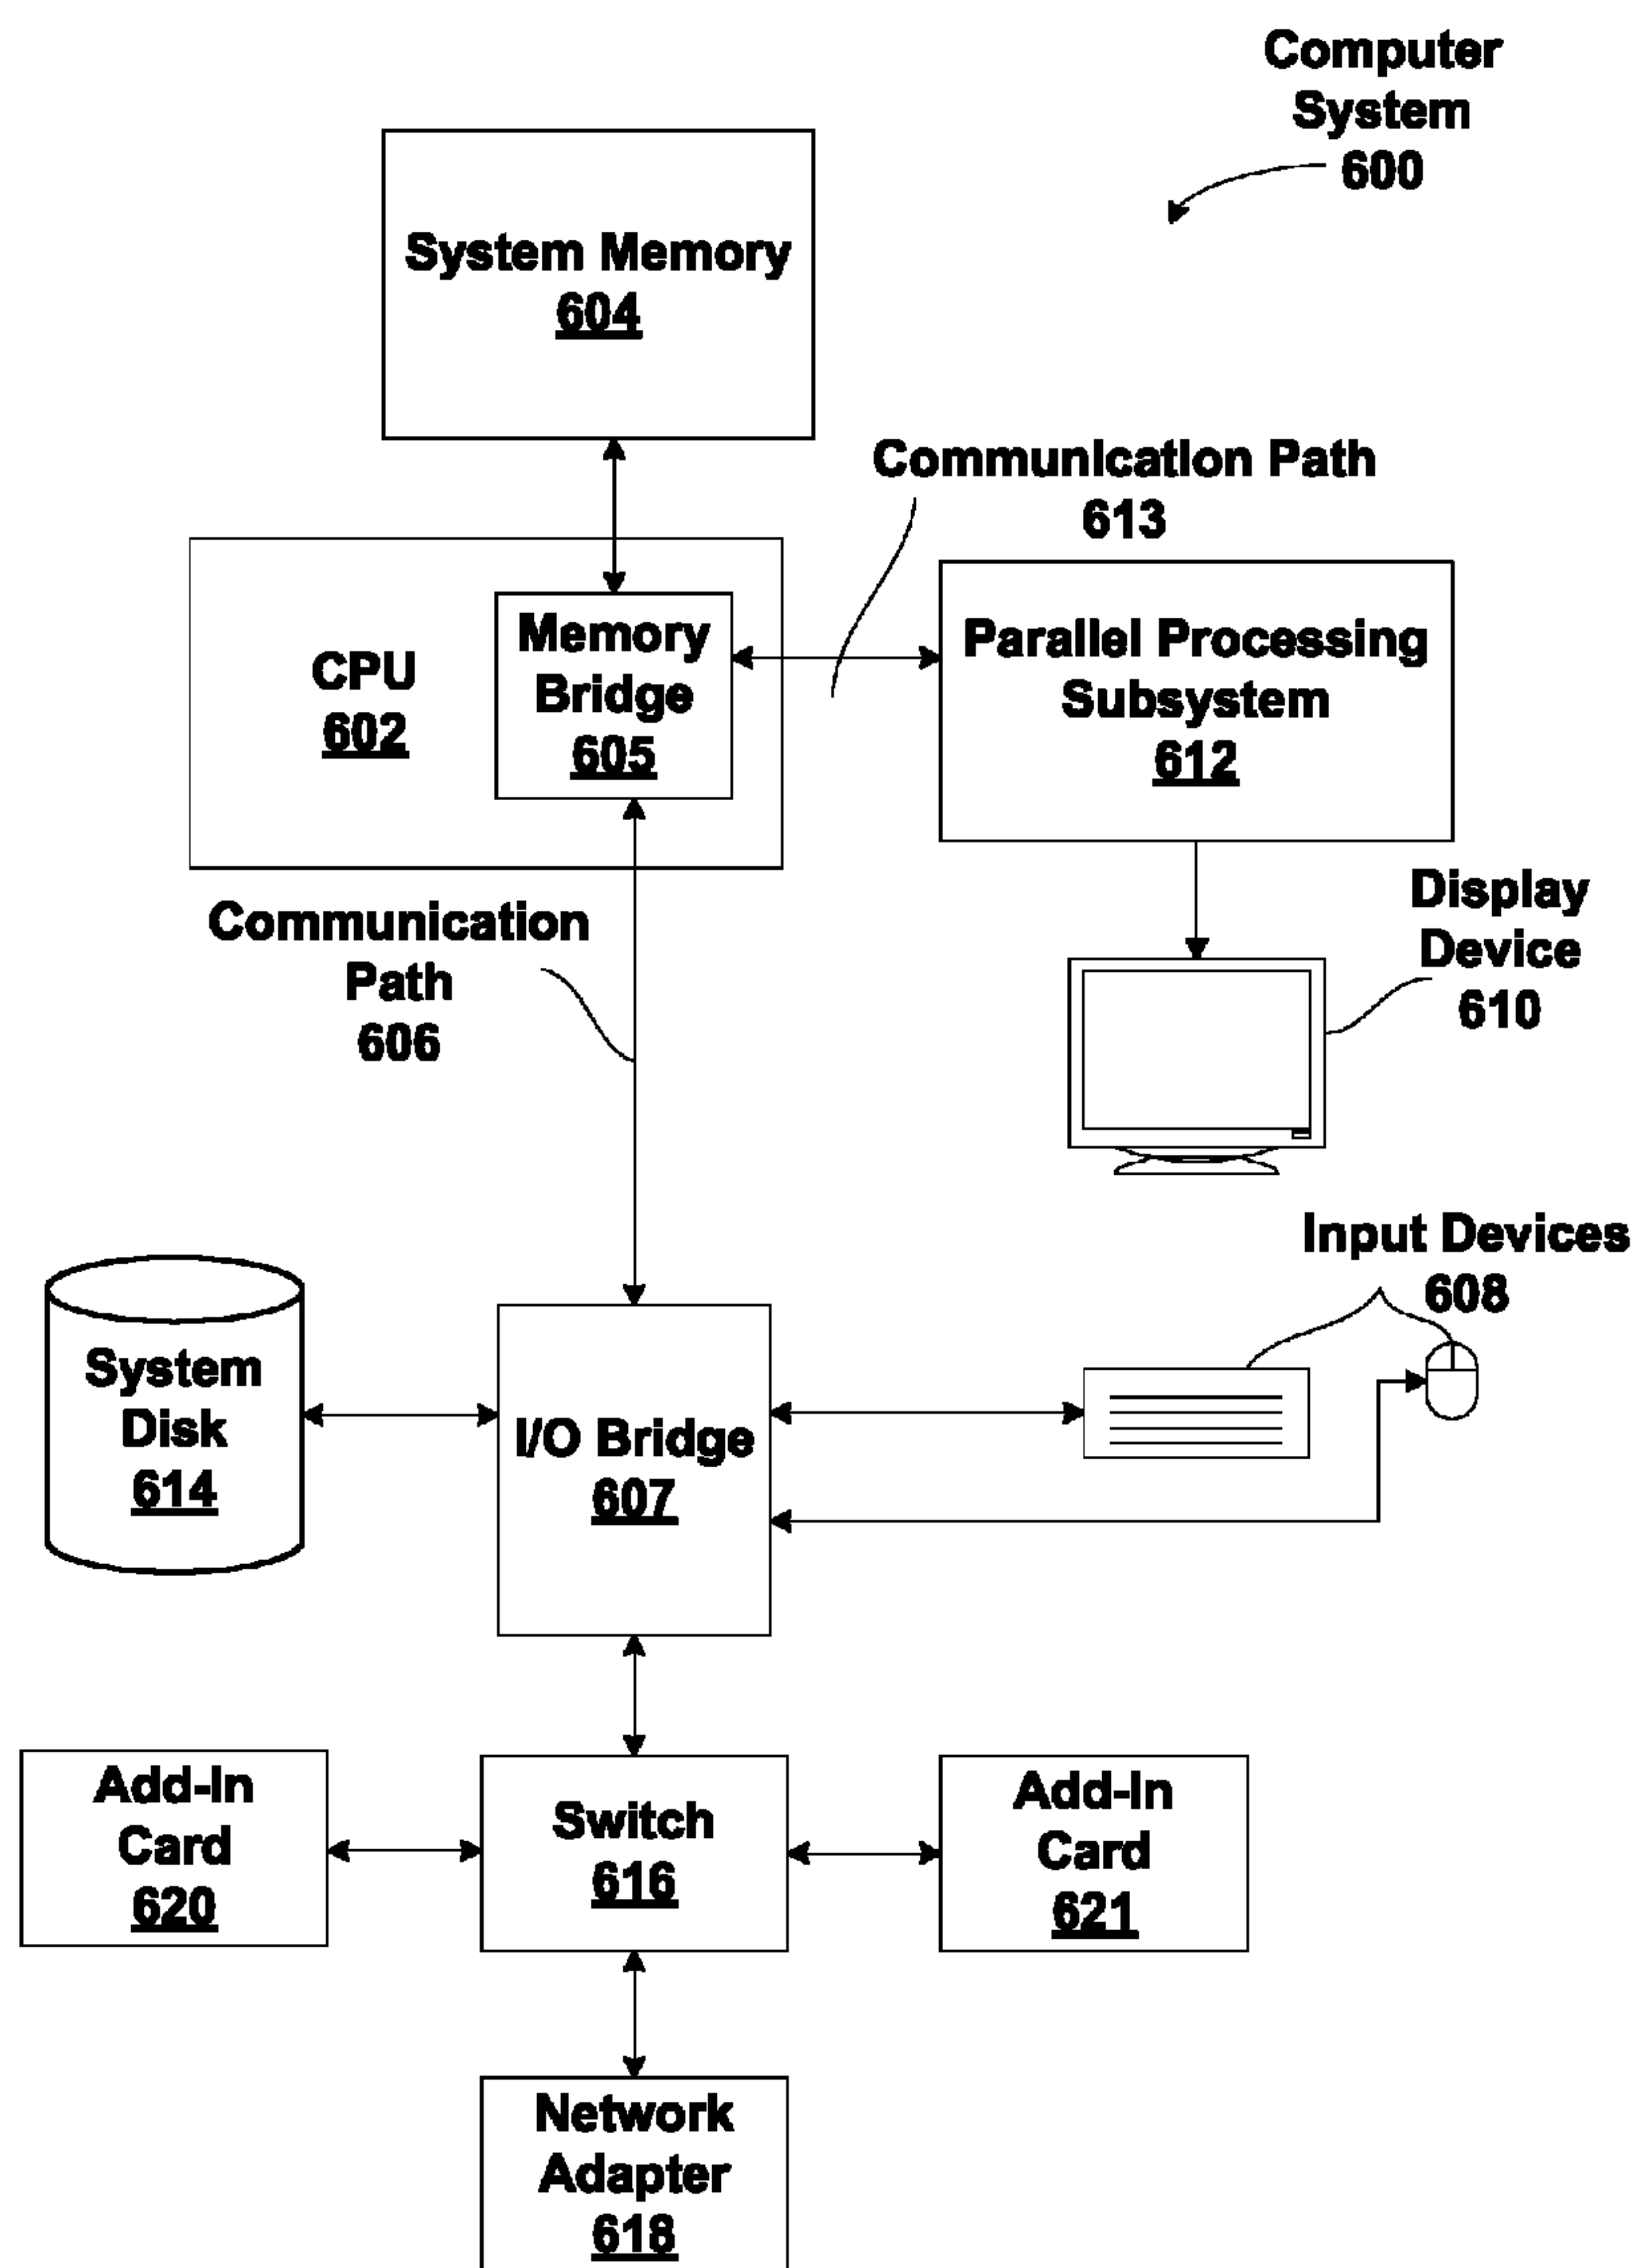 Computer
System
600
System Memory
604
Communication Path
613
CPU
602
Memory
Bridge
605
Parallel Processing
Subsystem
612
Communication
Path
606
Display
Device
610
Input Devices
608
System
Disk
614
I/O Bridge
607
Add-In
Card
620
Switch
616
Add-In
Card
621
Network
Adapter
618